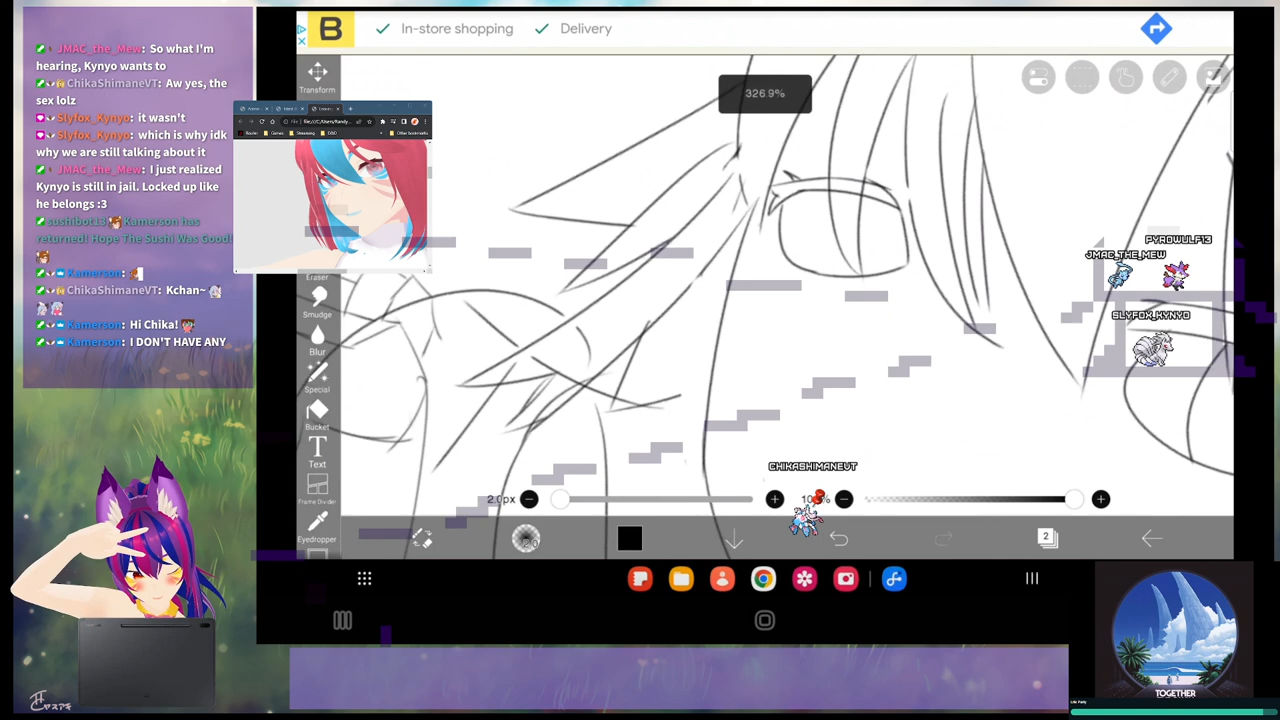 JMAC_the_Mew: So what I'm
hearing, Kynyo wants to
ChikaShimaneVT: Aw yes, the
sex lolz
Slyfox_Kynyo: it wasn't
Slyfox_Kynyo: which is why idk
why we are still talking about it
JMAC_the_Mew: I just realized
Kynyo is still in jail. Locked up like
he belongs :3
sushibot13 Kamerson has
returned! Hope The Sushi Was Good!
Kamerson:
ChikaShimaneVT: Kchan~
Kamerson: Hi Chika!
Kamerson: I DON'T HAVE ANY
B
In-store shopping
Delivery
Transform
326.9%
Eraser
Smudge
Blur
Special
Bucket
T
Text
Frame Divider
Eyedropper
PYROWULF13
JMAC_THE_MEW
SLYFOX_KYNYO
CHIKASHIMANEVT
2.0px
2
TOGETHER